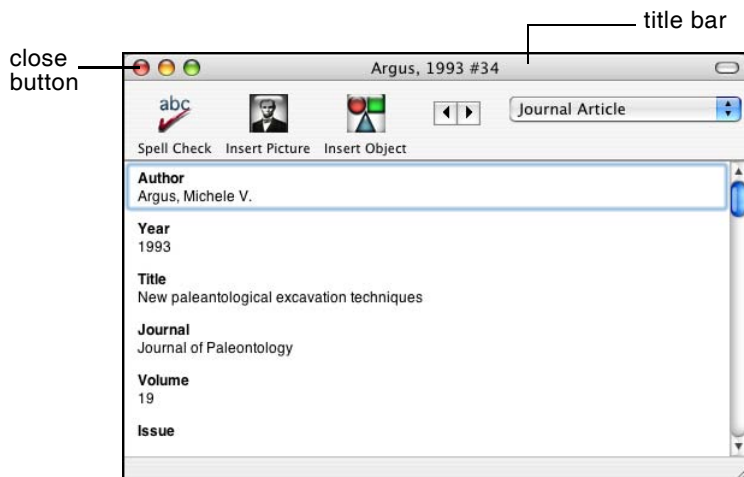 title bar
close
button
Argus, 1993 #34
abc
Journal Article
Spell Check Insert Picture Insert Object
Author
Argus, Michele V.
Year
1993
Title
New paleantological excavation techniques
Journal
Journal of Paleontology
Volume
19
Issue